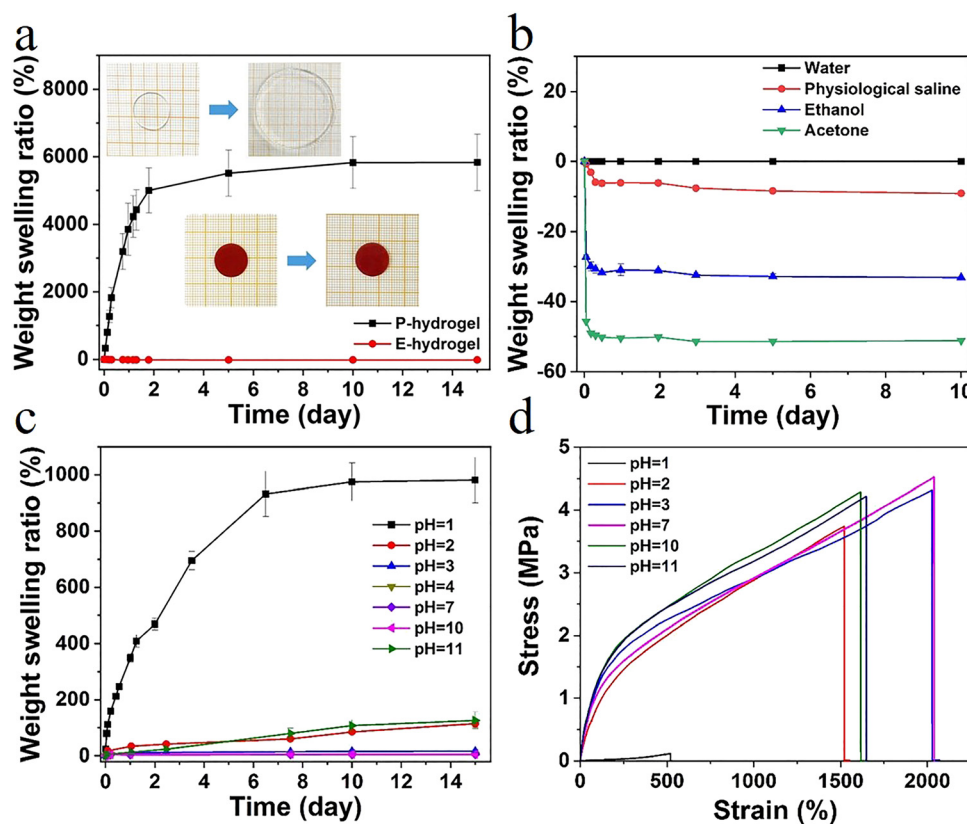 a
Weight swelling ratio (%)
8000
6000
4000
2000
0
P-hydrogel
E-hydrogel
0 2 4 6 8 10 12 14
Time (day)
b
Weight swelling ratio (%)
40
20
0
-20
-40
-60
Water
Physiological saline
Ethanol
Acetone
0 2 4 6 8 10
Time (day)
c
Weight swelling ratio (%)
1000
800
600
400
200
0
pH=1
pH=2
pH=3
pH=4
pH=7
pH=10
pH=11
0 2 4 6 8 10 12 14
Time (day)
d
Stress (MPa)
5
4
3
2
1
0
pH=1
pH=2
pH=3
pH=7
pH=10
pH=11
0 500 1000 1500 2000
Strain (%)